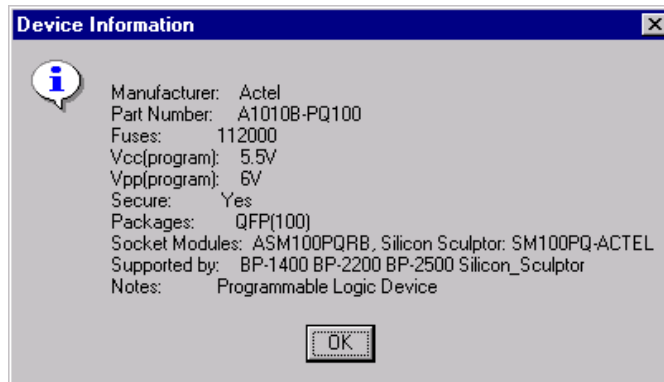 Device Information
Manufacturer: Actel
Part Number: A1010B-PQ100
Fuses: 112000
Vcc(program): 5.5V
Vpp(program): 6V
Secure: Yes
Packages: QFP(100)
Socket Modules: ASM100PQRB, Silicon Sculptor: SM100PQ-ACTEL
Supported by: BP-1400 BP-2200 BP-2500 Silicon_Sculptor
Notes: Programmable Logic Device
OK